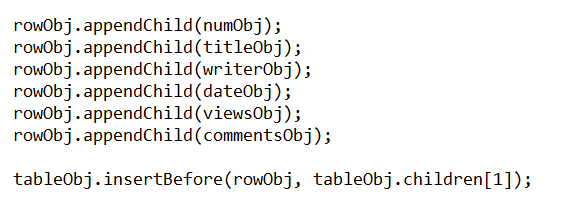 rowObj.appendChild(numObj);
rowObj.appendChild(titleObj);
rowObj.appendChild(writerObj);
rowObj.appendChild(dateObj);
rowObj.appendChild(viewsObj);
rowObj.appendChild(commentsObj);
tableObj.insertBefore(rowObj, tableObj.children[1]);